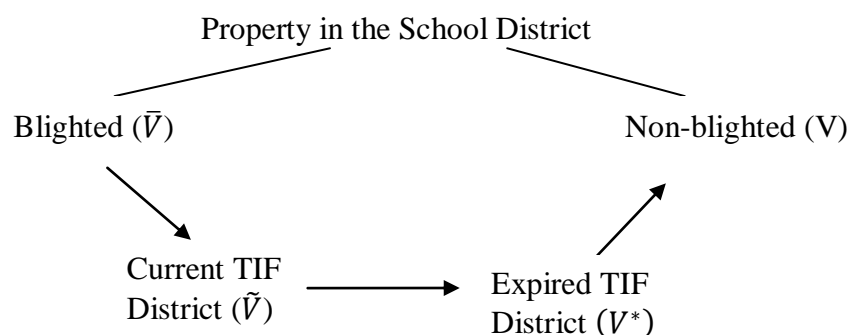 Property in the School District
Blighted (V̄)
Non-blighted (V)
Current TIF
District (Ṽ)
Expired TIF
District (V*)